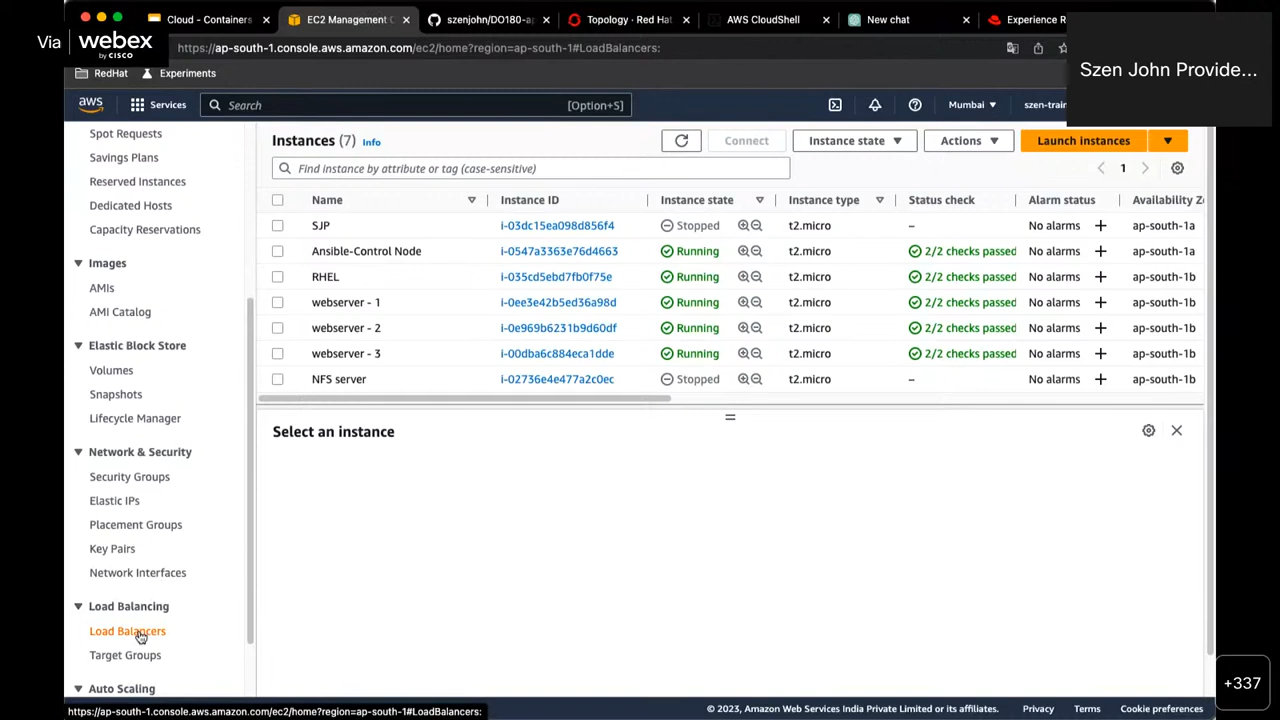 Via webex
by CISCO
Cloud - Containers
EC2 Management C
szenjohn/DO180-a
Topology · Red Hat
AWS CloudShell
New chat
Experience R
https://ap-south-1.console.aws.amazon.com/ec2/home?region=ap-south-1#LoadBalancers:
Szen John Provide...
RedHat
Experiments
aws
Services
Search
[Option+S]
Mumbai
szen-train
Spot Requests
Savings Plans
Reserved Instances
Dedicated Hosts
Capacity Reservations
Images
AMIs
AMI Catalog
Elastic Block Store
Volumes
Snapshots
Lifecycle Manager
Network & Security
Security Groups
Elastic IPs
Placement Groups
Key Pairs
Network Interfaces
Load Balancing
Load Balancers
Target Groups
Auto Scaling
Instances (7) Info
Connect
Instance state
Actions
Launch instances
Find instance by attribute or tag (case-sensitive)
1
Name Instance ID Instance state Instance type Status check Alarm status Availability Z
SJP i-03dc15ea098d856f4 Stopped t2.micro – No alarms + ap-south-1a
Ansible-Control Node i-0547a3363e76d4663 Running t2.micro 2/2 checks passed No alarms + ap-south-1a
RHEL i-035cd5ebd7fb0f75e Running t2.micro 2/2 checks passed No alarms + ap-south-1b
webserver - 1 i-0ee3e42b5ed36a98d Running t2.micro 2/2 checks passed No alarms + ap-south-1b
webserver - 2 i-0e969b6231b9d60df Running t2.micro 2/2 checks passed No alarms + ap-south-1b
webserver - 3 i-00dba6c884eca1dde Running t2.micro 2/2 checks passed No alarms + ap-south-1b
NFS server i-02736e4e477a2c0ec Stopped t2.micro – No alarms + ap-south-1b
Select an instance
+337
https://ap-south-1.console.aws.amazon.com/ec2/home?region=ap-south-1#LoadBalancers:
© 2023, Amazon Web Services India Private Limited or its affiliates.
Privacy
Terms
Cookie preferences